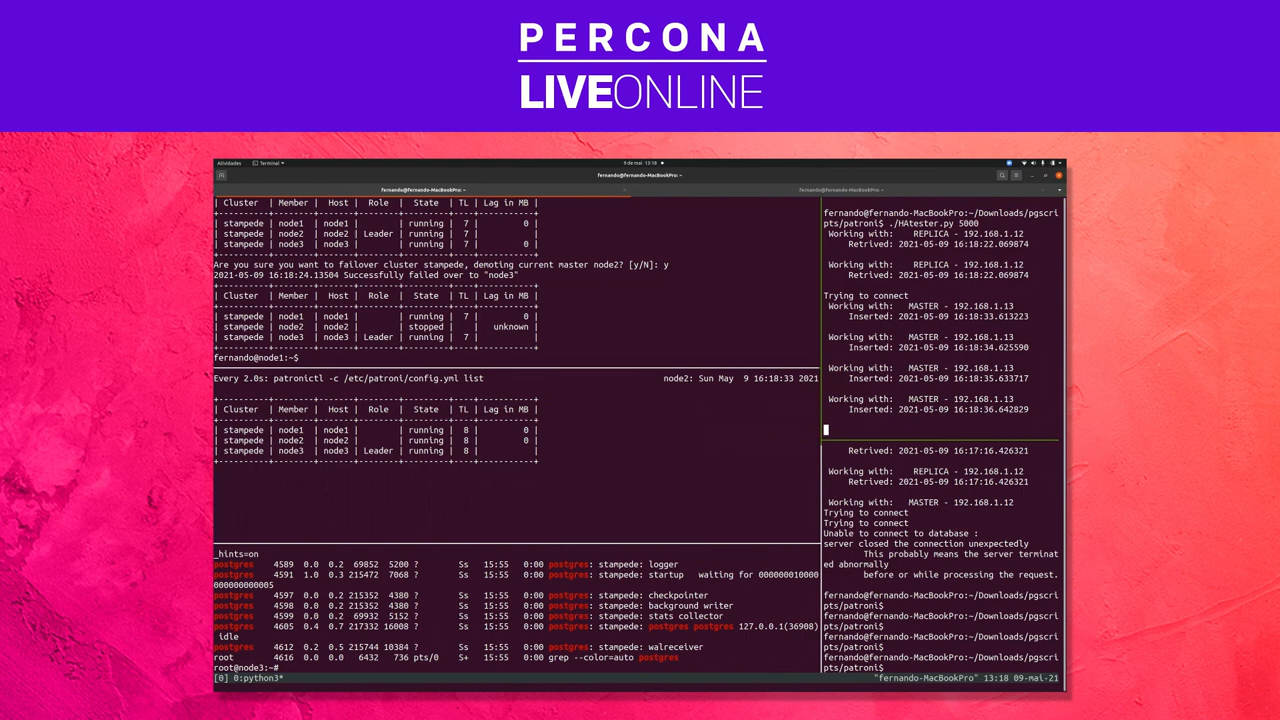 PERCONA
LIVEONLINE
Atividades Terminal 9 de mai 13:18
fernando@fernando-MacBookPro: ~
fernando@fernando-MacBookPro: ~ fernando@fernando-MacBookPro: ~
| Cluster | Member | Host | Role | State | TL | Lag in MB |
+----------+--------+-------+--------+---------+----+-----------+
| stampede | node1 | node1 | | running | 7 | 0 |
| stampede | node2 | node2 | Leader | running | 7 | |
| stampede | node3 | node3 | | running | 7 | 0 |
+----------+--------+-------+--------+---------+----+-----------+
Are you sure you want to failover cluster stampede, demoting current master node2? [y/N]: y
2021-05-09 16:18:24.13504 Successfully failed over to "node3"
+----------+--------+-------+--------+---------+----+-----------+
| Cluster | Member | Host | Role | State | TL | Lag in MB |
+----------+--------+-------+--------+---------+----+-----------+
| stampede | node1 | node1 | | running | 7 | 0 |
| stampede | node2 | node2 | | stopped | | unknown |
| stampede | node3 | node3 | Leader | running | 7 | |
+----------+--------+-------+--------+---------+----+-----------+
fernando@node1:~$
Every 2.0s: patronictl -c /etc/patroni/config.yml list node2: Sun May 9 16:18:33 2021
+----------+--------+-------+--------+---------+----+-----------+
| Cluster | Member | Host | Role | State | TL | Lag in MB |
+----------+--------+-------+--------+---------+----+-----------+
| stampede | node1 | node1 | | running | 8 | 0 |
| stampede | node2 | node2 | | running | 8 | 0 |
| stampede | node3 | node3 | Leader | running | 8 | |
+----------+--------+-------+--------+---------+----+-----------+
_hints=on
postgres 4589 0.0 0.2 69852 5200 ? Ss 15:55 0:00 postgres: stampede: logger
postgres 4591 1.0 0.3 215472 7068 ? Ss 15:55 0:00 postgres: stampede: startup waiting for 000000010000
000000000005
postgres 4597 0.0 0.2 215352 4380 ? Ss 15:55 0:00 postgres: stampede: checkpointer
postgres 4598 0.0 0.2 215352 4380 ? Ss 15:55 0:00 postgres: stampede: background writer
postgres 4599 0.0 0.2 69932 5152 ? Ss 15:55 0:00 postgres: stampede: stats collector
postgres 4605 0.4 0.7 217332 16008 ? Ss 15:55 0:00 postgres: stampede: postgres postgres 127.0.0.1(36908)
idle
postgres 4612 0.2 0.5 215744 10384 ? Ss 15:55 0:00 postgres: stampede: walreceiver
root 4616 0.0 0.0 6432 736 pts/0 S+ 15:55 0:00 grep --color=auto postgres
root@node3:~#
fernando@fernando-MacBookPro:~/Downloads/pgscri
pts/patroni$ ./HAtester.py 5000
Working with: REPLICA - 192.168.1.12
Retrived: 2021-05-09 16:18:22.069874
Working with: REPLICA - 192.168.1.12
Retrived: 2021-05-09 16:18:22.069874
Trying to connect
Working with: MASTER - 192.168.1.13
Inserted: 2021-05-09 16:18:33.613223
Working with: MASTER - 192.168.1.13
Inserted: 2021-05-09 16:18:34.625590
Working with: MASTER - 192.168.1.13
Inserted: 2021-05-09 16:18:35.633717
Working with: MASTER - 192.168.1.13
Inserted: 2021-05-09 16:18:36.642829
Retrived: 2021-05-09 16:17:16.426321
Working with: REPLICA - 192.168.1.12
Retrived: 2021-05-09 16:17:16.426321
Working with: MASTER - 192.168.1.12
Trying to connect
Trying to connect
Unable to connect to database :
server closed the connection unexpectedly
This probably means the server terminat
ed abnormally
before or while processing the request.
fernando@fernando-MacBookPro:~/Downloads/pgscri
pts/patroni$
fernando@fernando-MacBookPro:~/Downloads/pgscri
pts/patroni$
fernando@fernando-MacBookPro:~/Downloads/pgscri
pts/patroni$
fernando@fernando-MacBookPro:~/Downloads/pgscri
pts/patroni$
[0] 0:python3* "fernando-MacBookPro" 13:18 09-mai-21